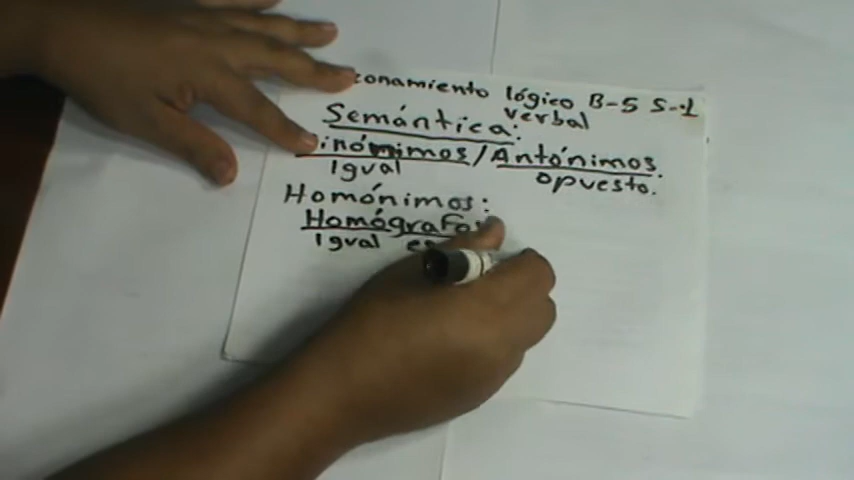 lógico B-5 S-1
verbal
Semántica:
/Antónimos.
Igual opuesto.
Homónimos:
Igual